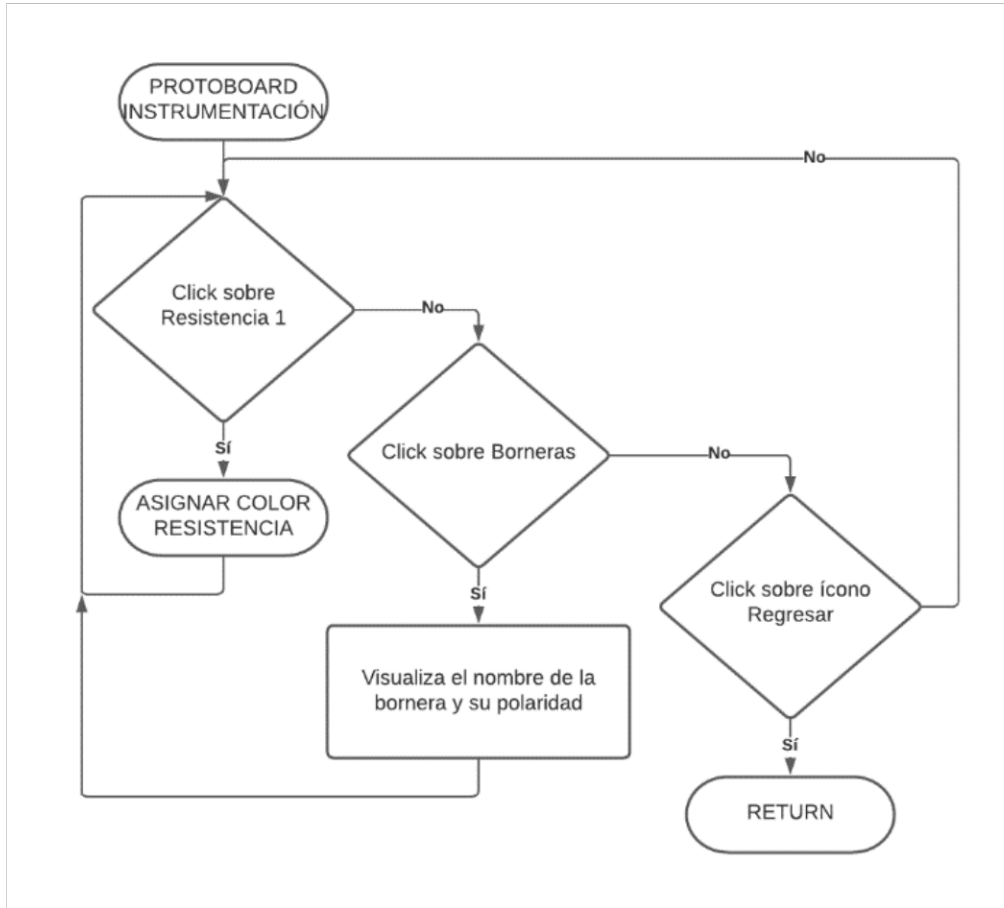 PROTOBOARD
INSTRUMENTACIÓN
No
Click sobre
Resistencia 1
No
Click sobre Borneras
No
Sí
ASIGNAR COLOR
RESISTENCIA
Click sobre ícono
Regresar
Sí
Visualiza el nombre de la
bornera y su polaridad
Sí
RETURN